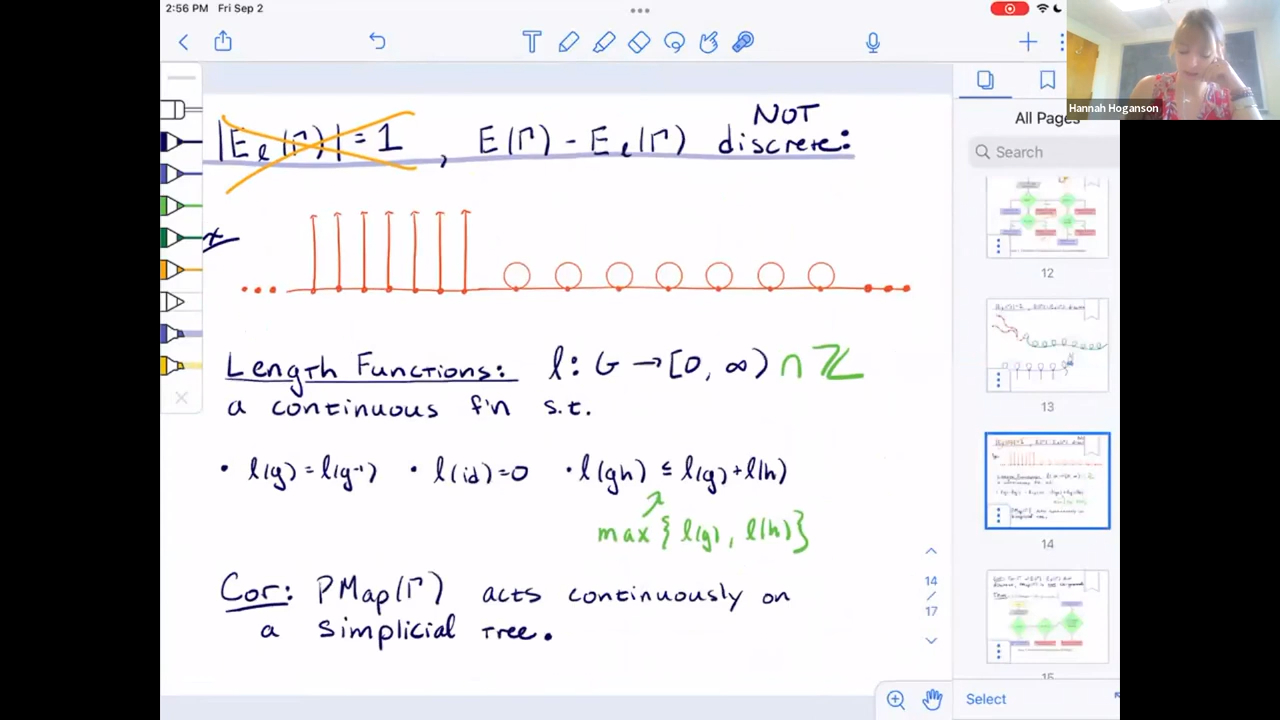 2:56 PM Fri Sep 2
Hannah Hoganson
All Pages
Search
NOT
|E_ℓ(Γ)| = 1 , E(Γ) - E_ℓ(Γ) discrete:
Length Functions: ℓ: G → [0, ∞) ∩ ℤ
a continuous f'n s.t.
• ℓ(g) = ℓ(g⁻¹) • ℓ(id) = 0 • ℓ(gh) ≤ ℓ(g) + ℓ(h)
max { ℓ(g), ℓ(h) }
Cor: PMap(Γ) acts continuously on
a simplicial tree.
12
13
14
15
14
/
17
Select